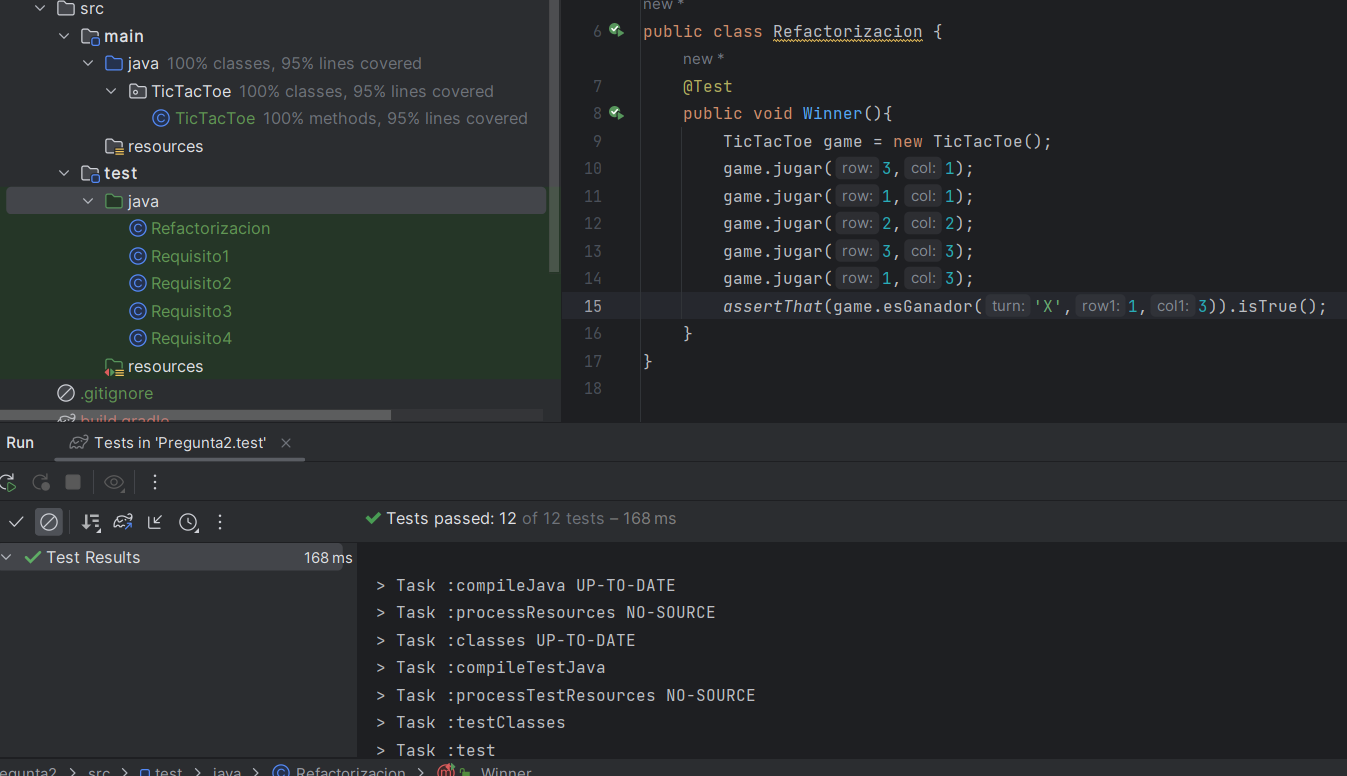 src
main
java 100% classes, 95% lines covered
TicTacToe 100% classes, 95% lines covered
TicTacToe 100% methods, 95% lines covered
resources
test
java
Refactorizacion
Requisito1
Requisito2
Requisito3
Requisito4
resources
.gitignore
build.gradle
new *
6 public class Refactorizacion {
new *
7 @Test
8 public void Winner(){
9 TicTacToe game = new TicTacToe();
10 game.jugar( row: 3, col: 1);
11 game.jugar( row: 1, col: 1);
12 game.jugar( row: 2, col: 2);
13 game.jugar( row: 3, col: 3);
14 game.jugar( row: 1, col: 3);
15 assertThat(game.esGanador( turn: 'X', row1: 1, col1: 3)).isTrue();
16 }
17 }
18
Run Tests in 'Pregunta2.test'
Tests passed: 12 of 12 tests – 168 ms
Test Results 168 ms
> Task :compileJava UP-TO-DATE
> Task :processResources NO-SOURCE
> Task :classes UP-TO-DATE
> Task :compileTestJava
> Task :processTestResources NO-SOURCE
> Task :testClasses
> Task :test
egunta2 > src > test > java > Refactorizacion > Winner